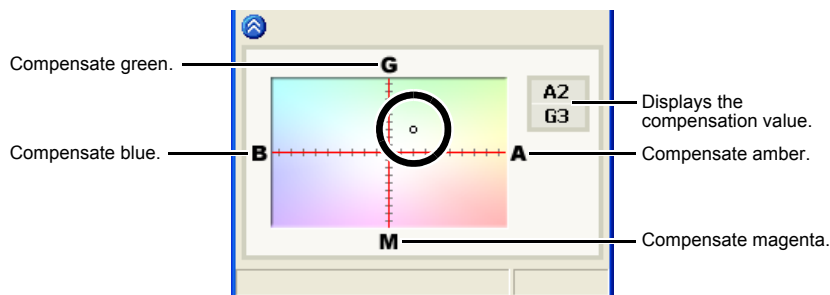 Compensate green.
G
A2
G3
Displays the
compensation value.
Compensate blue.
B
A
Compensate amber.
M
Compensate magenta.